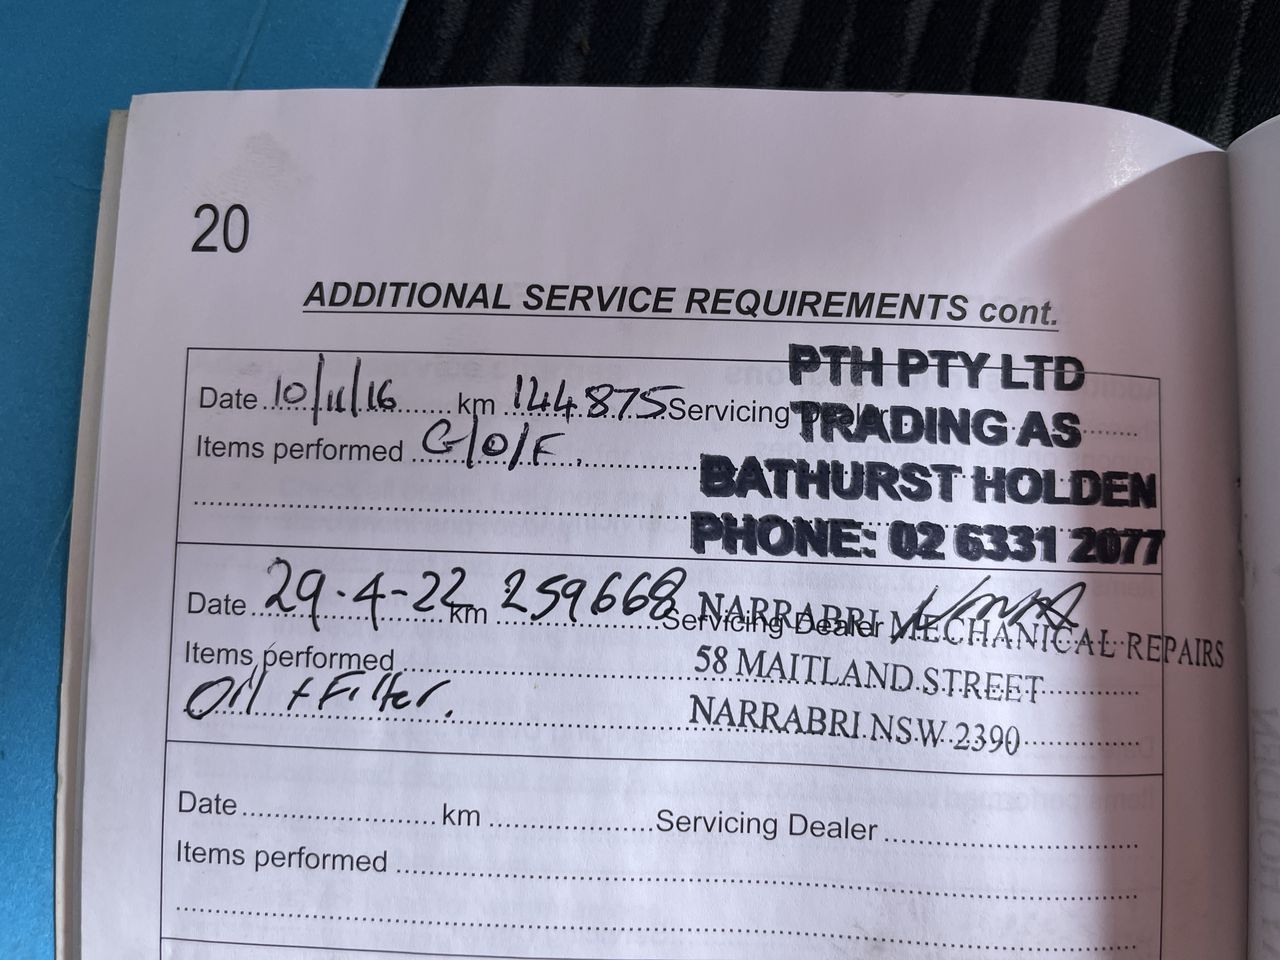 20
ADDITIONAL SERVICE REQUIREMENTS cont.
PTH PTY LTD
Date 10/11/16 km 144875 Servicing Dealer TRADING AS
Items performed G/O/F.
BATHURST HOLDEN
PHONE: 02 6331 2077
Date 29-4-22 km 259668 Servicing Dealer NARRABRI MECHANICAL REPAIRS
Items performed 58 MAITLAND STREET
Oil + Filter. NARRABRI NSW 2390
Date km Servicing Dealer
Items performed